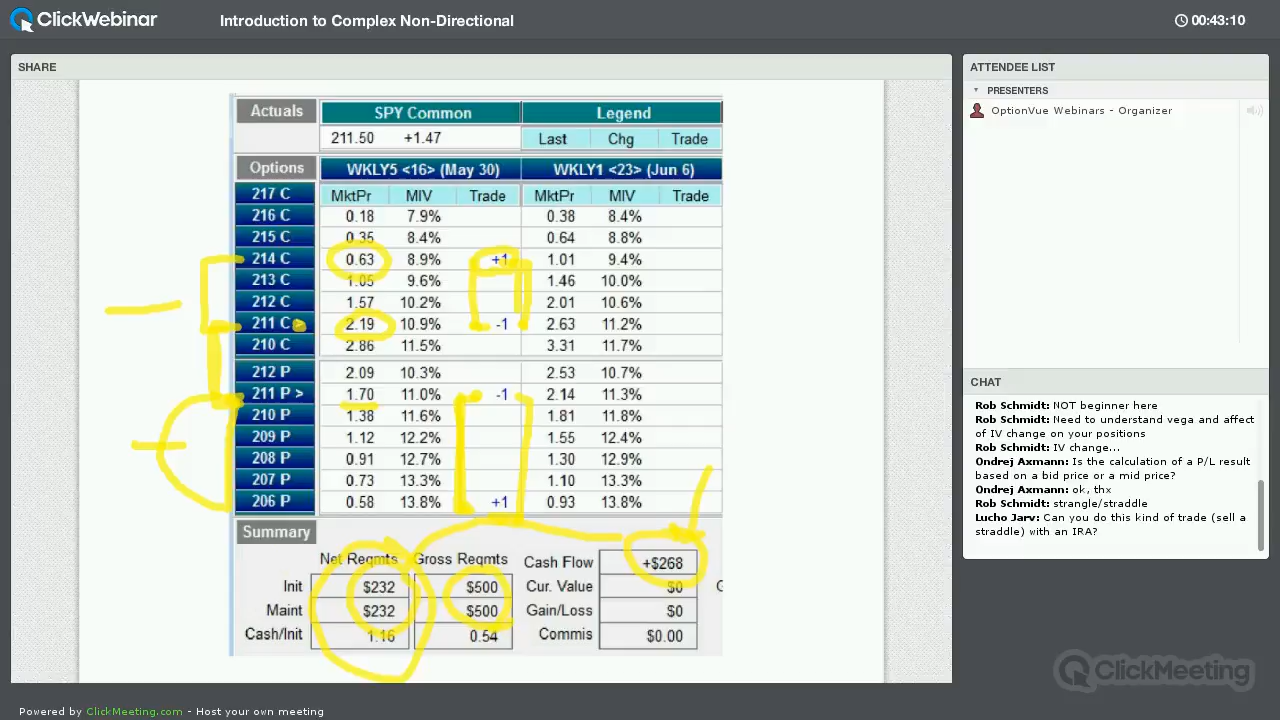 ClickWebinar Introduction to Complex Non-Directional 00:43:10
SHARE
Actuals SPY Common Legend
211.50 +1.47 Last Chg Trade
Options WKLY5 <16> (May 30) WKLY1 <23> (Jun 6)
217 C MktPr MIV Trade MktPr MIV Trade
216 C 0.18 7.9% 0.38 8.4%
215 C 0.35 8.4% 0.64 8.8%
214 C 0.63 8.9% +1 1.01 9.4%
213 C 1.05 9.6% 1.46 10.0%
212 C 1.57 10.2% 2.01 10.6%
211 C > 2.19 10.9% -1 2.63 11.2%
210 C 2.86 11.5% 3.31 11.7%
212 P 2.09 10.3% 2.53 10.7%
211 P > 1.70 11.0% -1 2.14 11.3%
210 P 1.38 11.6% 1.81 11.8%
209 P 1.12 12.2% 1.55 12.4%
208 P 0.91 12.7% 1.30 12.9%
207 P 0.73 13.3% 1.10 13.3%
206 P 0.58 13.8% +1 0.93 13.8%
Summary
Net Reqmts Gross Reqmts Cash Flow +$268
Init $232 $500 Cur. Value $0
Maint $232 $500 Gain/Loss $0
Cash/Init 1.16 0.54 Commis $0.00
ATTENDEE LIST
PRESENTERS
OptionVue Webinars - Organizer
CHAT
Rob Schmidt: NOT beginner here
Rob Schmidt: Need to understand vega and affect
of IV change on your positions
Rob Schmidt: IV change...
Ondrej Axmann: Is the calculation of a P/L result
based on a bid price or a mid price?
Ondrej Axmann: ok, thx
Rob Schmidt: strangle/straddle
Lucho Jarv: Can you do this kind of trade (sell a
straddle) with an IRA?
ClickMeeting
Powered by ClickMeeting.com - Host your own meeting